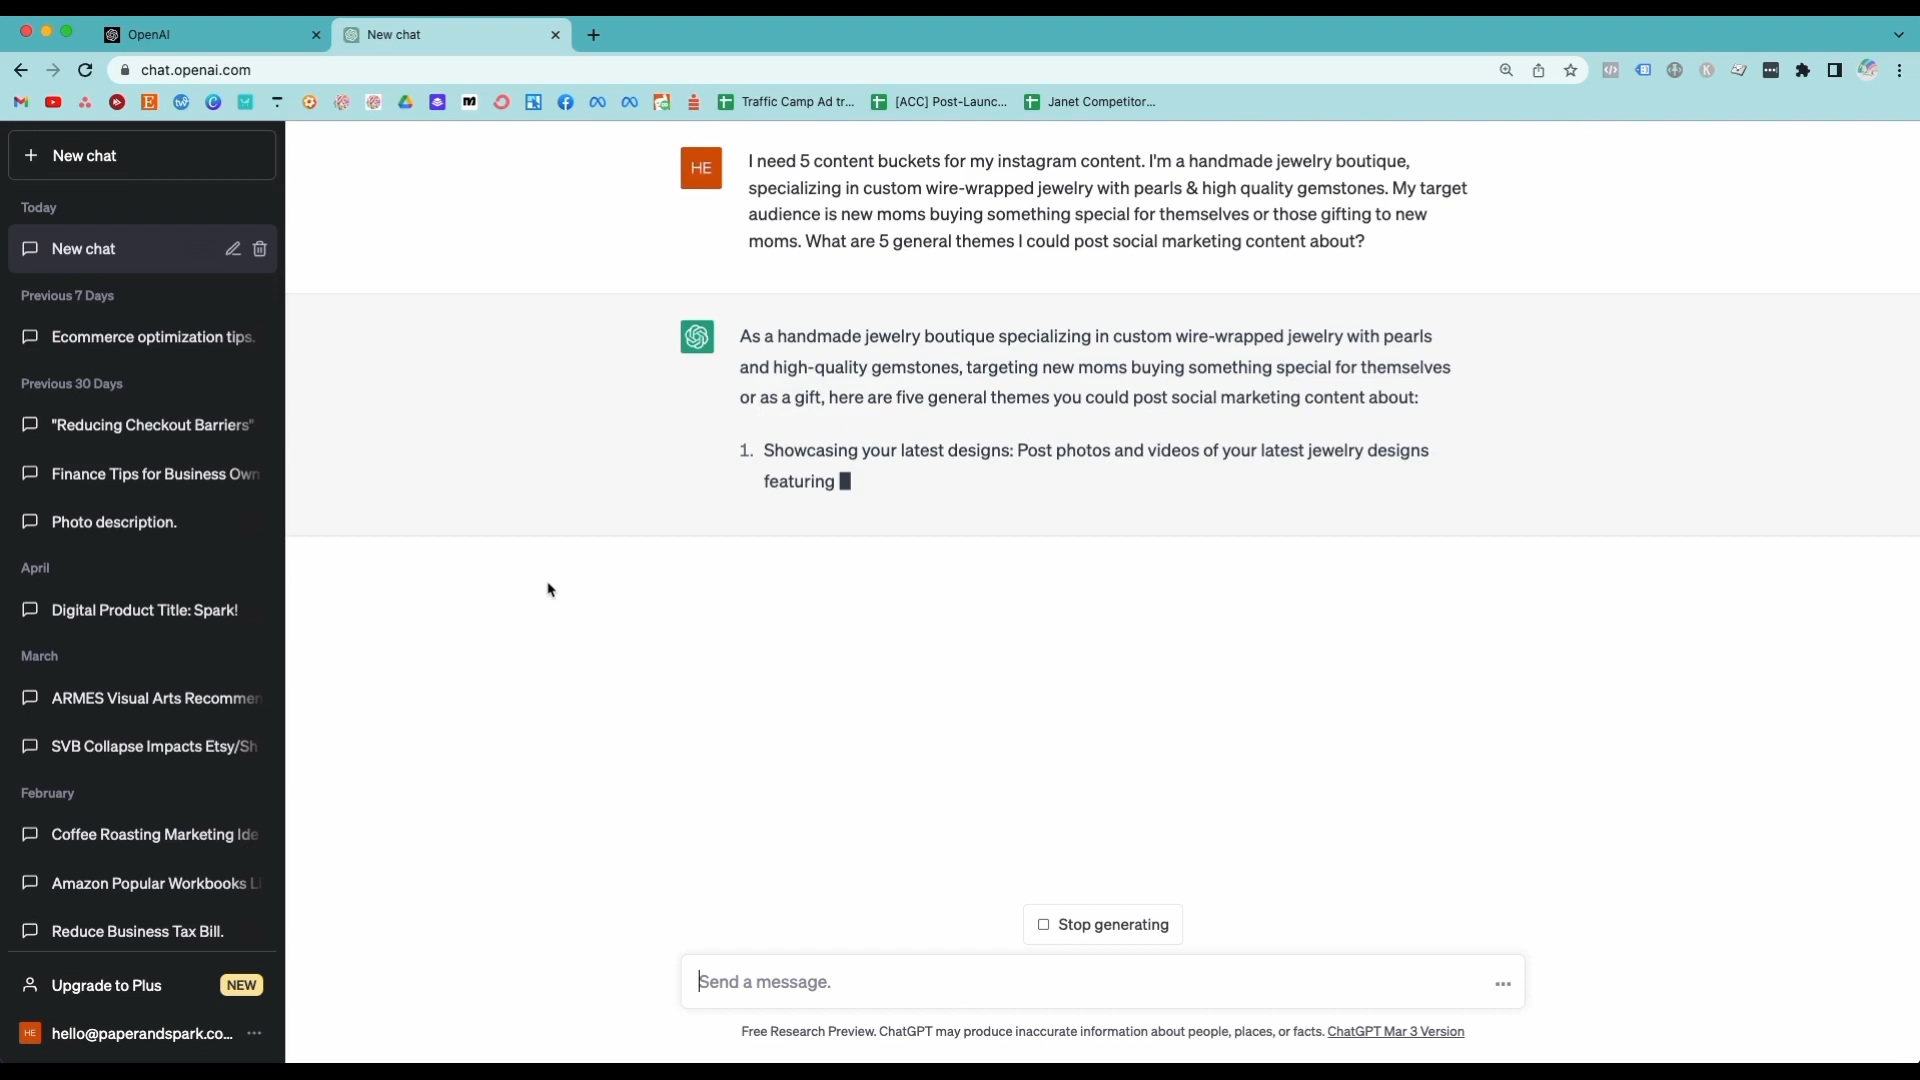 OpenAI
New chat
chat.openai.com
Traffic Camp Ad tr...
[ACC] Post-Launc...
Janet Competitor...
New chat
Today
New chat
Previous 7 Days
Ecommerce optimization tips.
Previous 30 Days
"Reducing Checkout Barriers"
Finance Tips for Business Own
Photo description.
April
Digital Product Title: Spark!
March
ARMES Visual Arts Recommen
SVB Collapse Impacts Etsy/Sh
February
Coffee Roasting Marketing Ide
Amazon Popular Workbooks L
Reduce Business Tax Bill.
Upgrade to Plus
NEW
HE
hello@paperandspark.co...
HE
I need 5 content buckets for my instagram content. I'm a handmade jewelry boutique,
specializing in custom wire-wrapped jewelry with pearls & high quality gemstones. My target
audience is new moms buying something special for themselves or those gifting to new
moms. What are 5 general themes I could post social marketing content about?
As a handmade jewelry boutique specializing in custom wire-wrapped jewelry with pearls
and high-quality gemstones, targeting new moms buying something special for themselves
or as a gift, here are five general themes you could post social marketing content about:
1. Showcasing your latest designs: Post photos and videos of your latest jewelry designs
featuring
Stop generating
Send a message.
Free Research Preview. ChatGPT may produce inaccurate information about people, places, or facts. ChatGPT Mar 3 Version